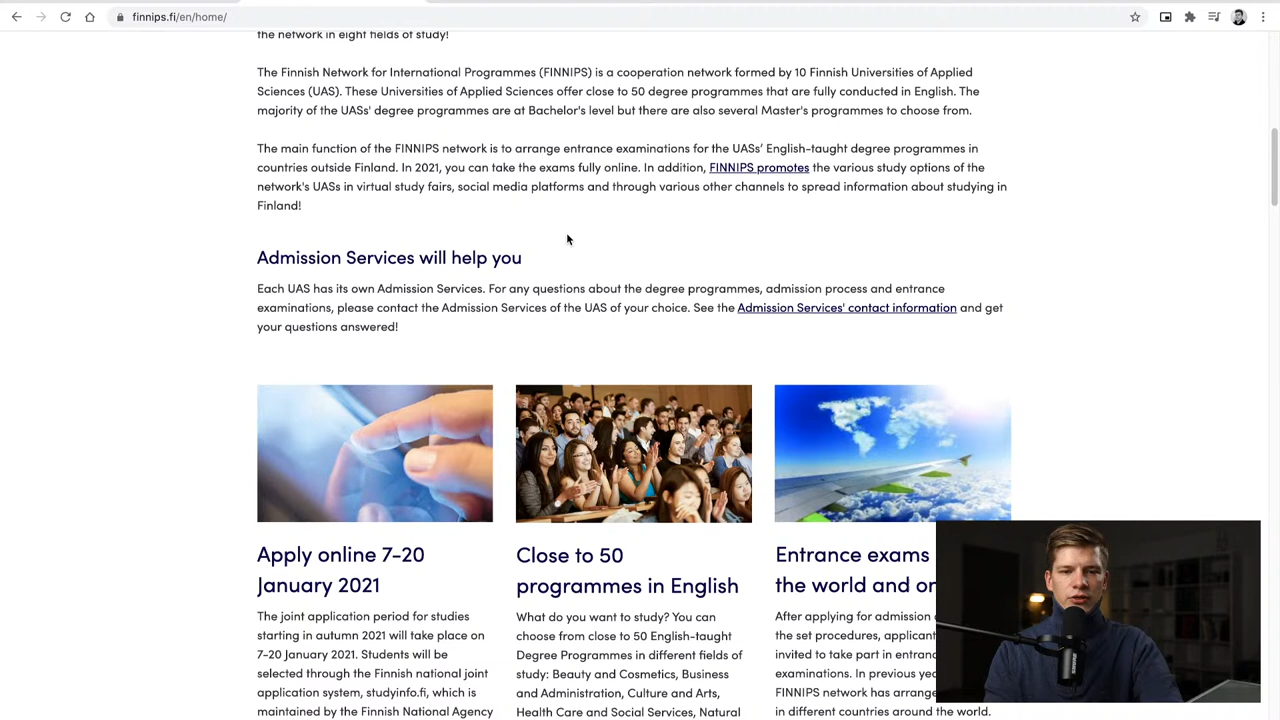 finnips.fi/en/home/
the network in eight fields of study!
The Finnish Network for International Programmes (FINNIPS) is a cooperation network formed by 10 Finnish Universities of Applied
Sciences (UAS). These Universities of Applied Sciences offer close to 50 degree programmes that are fully conducted in English. The
majority of the UASs' degree programmes are at Bachelor's level but there are also several Master's programmes to choose from.
The main function of the FINNIPS network is to arrange entrance examinations for the UASs' English-taught degree programmes in
countries outside Finland. In 2021, you can take the exams fully online. In addition, FINNIPS promotes the various study options of the
network's UASs in virtual study fairs, social media platforms and through various other channels to spread information about studying in
Finland!
Admission Services will help you
Each UAS has its own Admission Services. For any questions about the degree programmes, admission process and entrance
examinations, please contact the Admission Services of the UAS of your choice. See the Admission Services' contact information and get
your questions answered!
Apply online 7-20
January 2021
The joint application period for studies
starting in autumn 2021 will take place on
7-20 January 2021. Students will be
selected through the Finnish national joint
application system, studyinfo.fi, which is
maintained by the Finnish National Agency
Close to 50
programmes in English
What do you want to study? You can
choose from close to 50 English-taught
Degree Programmes in different fields of
study: Beauty and Cosmetics, Business
and Administration, Culture and Arts,
Health Care and Social Services, Natural
Entrance exams
the world and on
After applying for admission
the set procedures, applicant
invited to take part in entran
examinations. In previous yea
FINNIPS network has arrange
in different countries around the world.